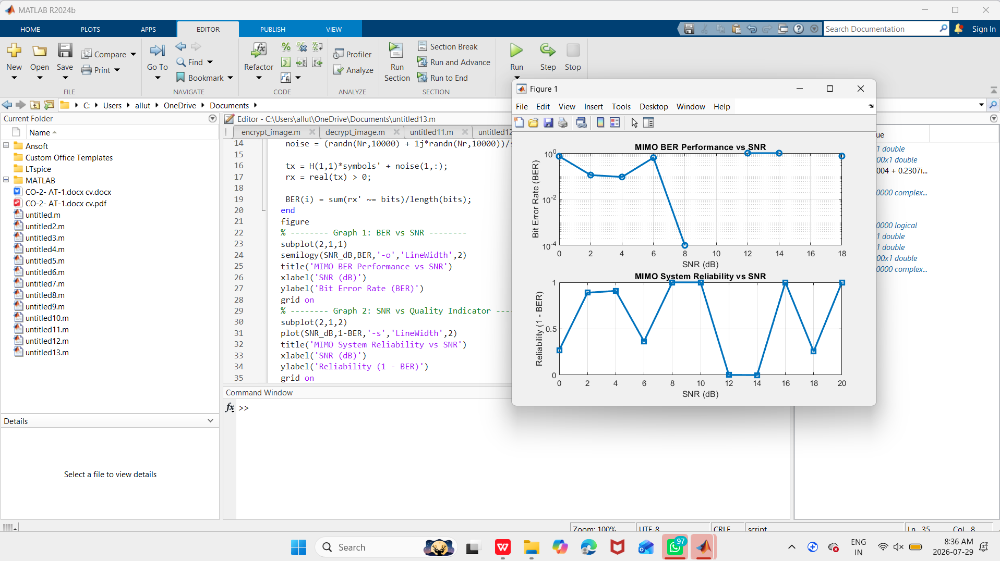 MATLAB R2024b
HOME PLOTS APPS EDITOR PUBLISH VIEW
Search Documentation
Sign In
New Open Save
Compare
Print
FILE
Go To
Find
Bookmark
NAVIGATE
Refactor
CODE
Profiler
Analyze
ANALYZE
Run Section
Section Break
Run and Advance
Run to End
SECTION
Run Step Stop
C: Users allut OneDrive Documents
Current Folder
Name
Ansoft
Custom Office Templates
LTspice
MATLAB
CO-2- AT-1.docx cv.docx
CO-2- AT-1.docx cv.pdf
untitled.m
untitled2.m
untitled3.m
untitled4.m
untitled5.m
untitled6.m
untitled7.m
untitled8.m
untitled9.m
untitled10.m
untitled11.m
untitled12.m
untitled13.m
Details
Select a file to view details
Editor - C:\Users\allut\OneDrive\Documents\untitled13.m
encrypt_image.m decrypt_image.m untitled11.m untitled12
14 noise = (randn(Nr,10000) + 1j*randn(Nr,10000))/
15
16 tx = H(1,1)*symbols' + noise(1,:);
17 rx = real(tx) > 0;
18
19 BER(i) = sum(rx' ~= bits)/length(bits);
20 end
21 figure
22 % -------- Graph 1: BER vs SNR --------
23 subplot(2,1,1)
24 semilogy(SNR_dB,BER,'-o','LineWidth',2)
25 title('MIMO BER Performance vs SNR')
26 xlabel('SNR (dB)')
27 ylabel('Bit Error Rate (BER)')
28 grid on
29 % -------- Graph 2: SNR vs Quality Indicator ----
30 subplot(2,1,2)
31 plot(SNR_dB,1-BER,'-s','LineWidth',2)
32 title('MIMO System Reliability vs SNR')
33 xlabel('SNR (dB)')
34 ylabel('Reliability (1 - BER)')
35 grid on
Command Window
fx >>
Figure 1
File Edit View Insert Tools Desktop Window Help
MIMO BER Performance vs SNR
Bit Error Rate (BER)
10^0
10^-2
10^-4
0 2 4 6 8 10 12 14 16 18
SNR (dB)
MIMO System Reliability vs SNR
Reliability (1 - BER)
1
0.5
0
0 2 4 6 8 10 12 14 16 20
SNR (dB)
ue
1 double
00x1 double
004 + 0.2307i...
0000 complex...
0000 logical
1 double
1 double
00x1 double
0000 complex...
Zoom: 100% UTF-8 CRLF script Ln 35 Col 8
Search
97
ENG
IN
8:36 AM
2026-07-29